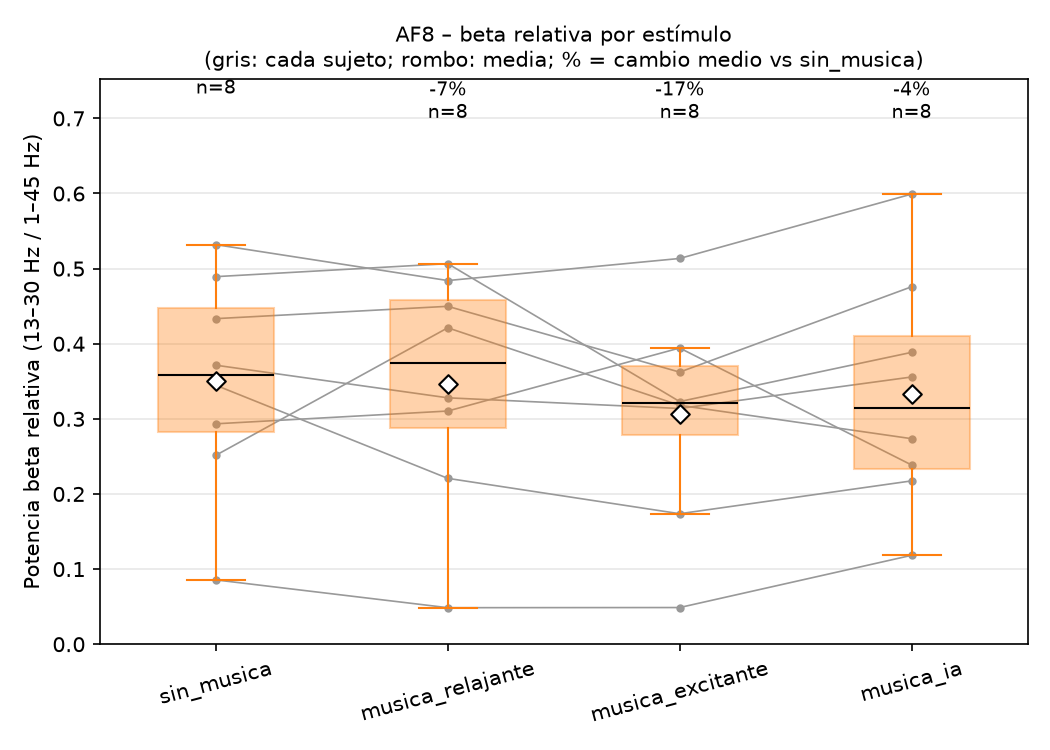 AF8 – beta relativa por estímulo
(gris: cada sujeto; rombo: media; % = cambio medio vs sin_musica)
n=8
-7%
n=8
-17%
n=8
-4%
n=8
Potencia beta relativa (13–30 Hz / 1–45 Hz)
0.7
0.6
0.5
0.4
0.3
0.2
0.1
0.0
sin_musica
musica_relajante
musica_excitante
musica_ia